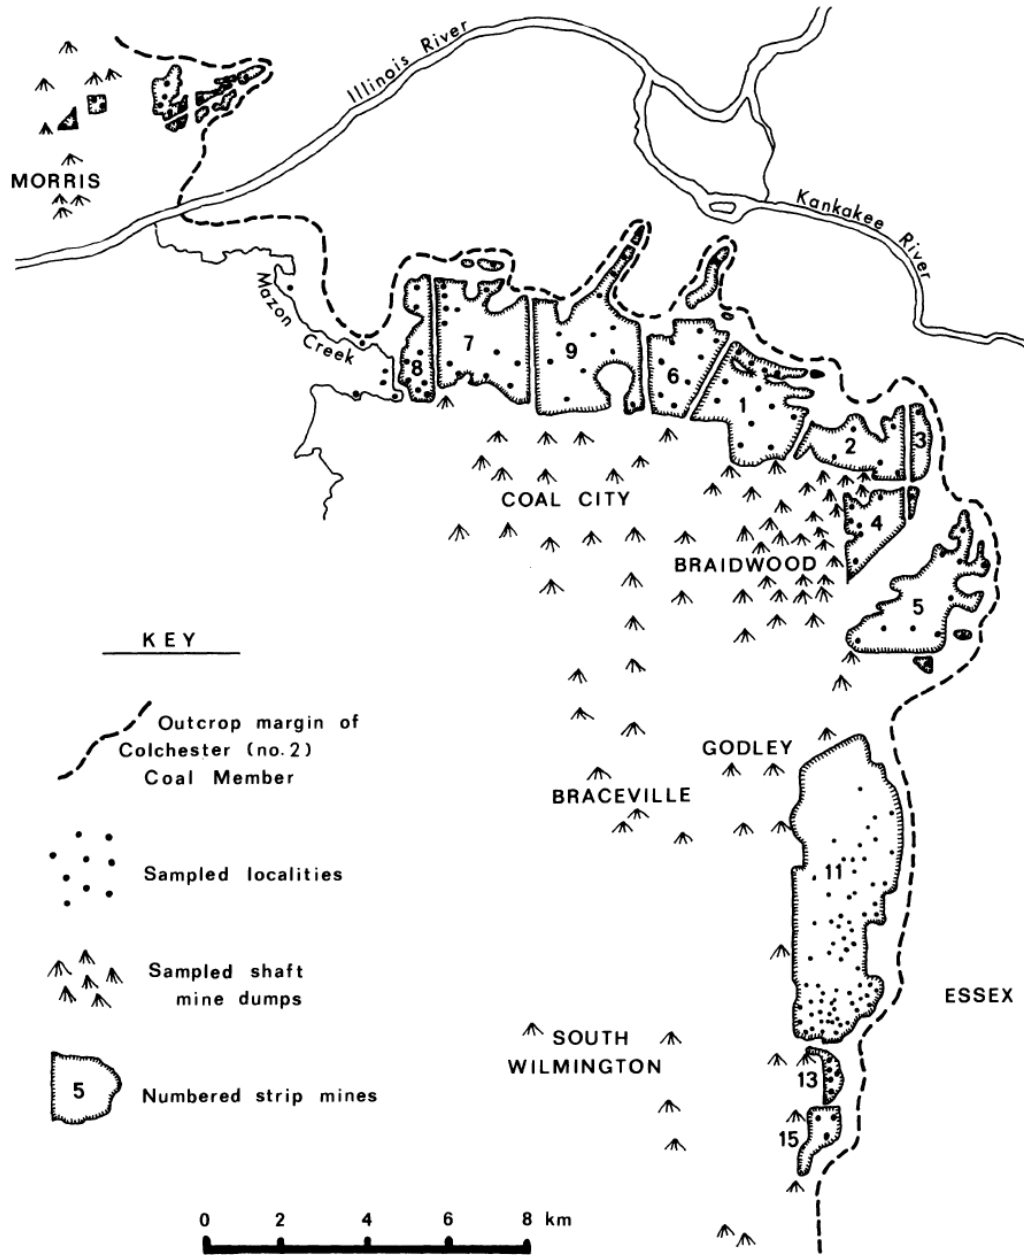 Illinois River
MORRIS
Kankakee River
Mazon Creek
8
7
9
6
1
2
3
4
5
COAL CITY
BRAIDWOOD
KEY
Outcrop margin of
Colchester (no.2)
Coal Member
GODLEY
BRACEVILLE
Sampled localities
11
Sampled shaft
mine dumps
ESSEX
SOUTH
WILMINGTON
5
Numbered strip mines
13
15
0 2 4 6 8 km